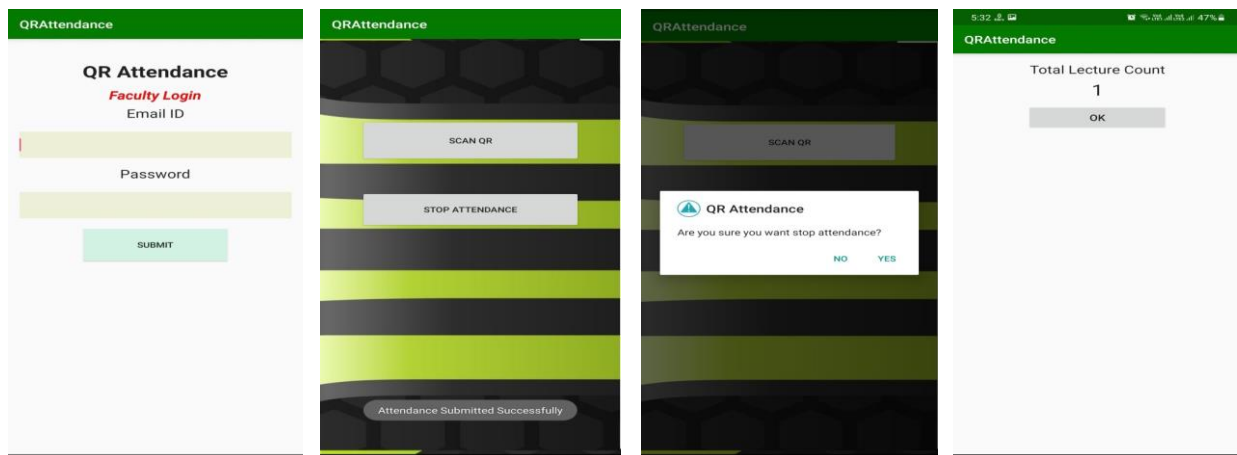 QRAttendance
QR Attendance
Faculty Login
Email ID
Password
SUBMIT
QRAttendance
SCAN QR
STOP ATTENDANCE
Attendance Submitted Successfully
QRAttendance
SCAN QR
QR Attendance
Are you sure you want stop attendance?
NO YES
5:32 47%
QRAttendance
Total Lecture Count
1
OK